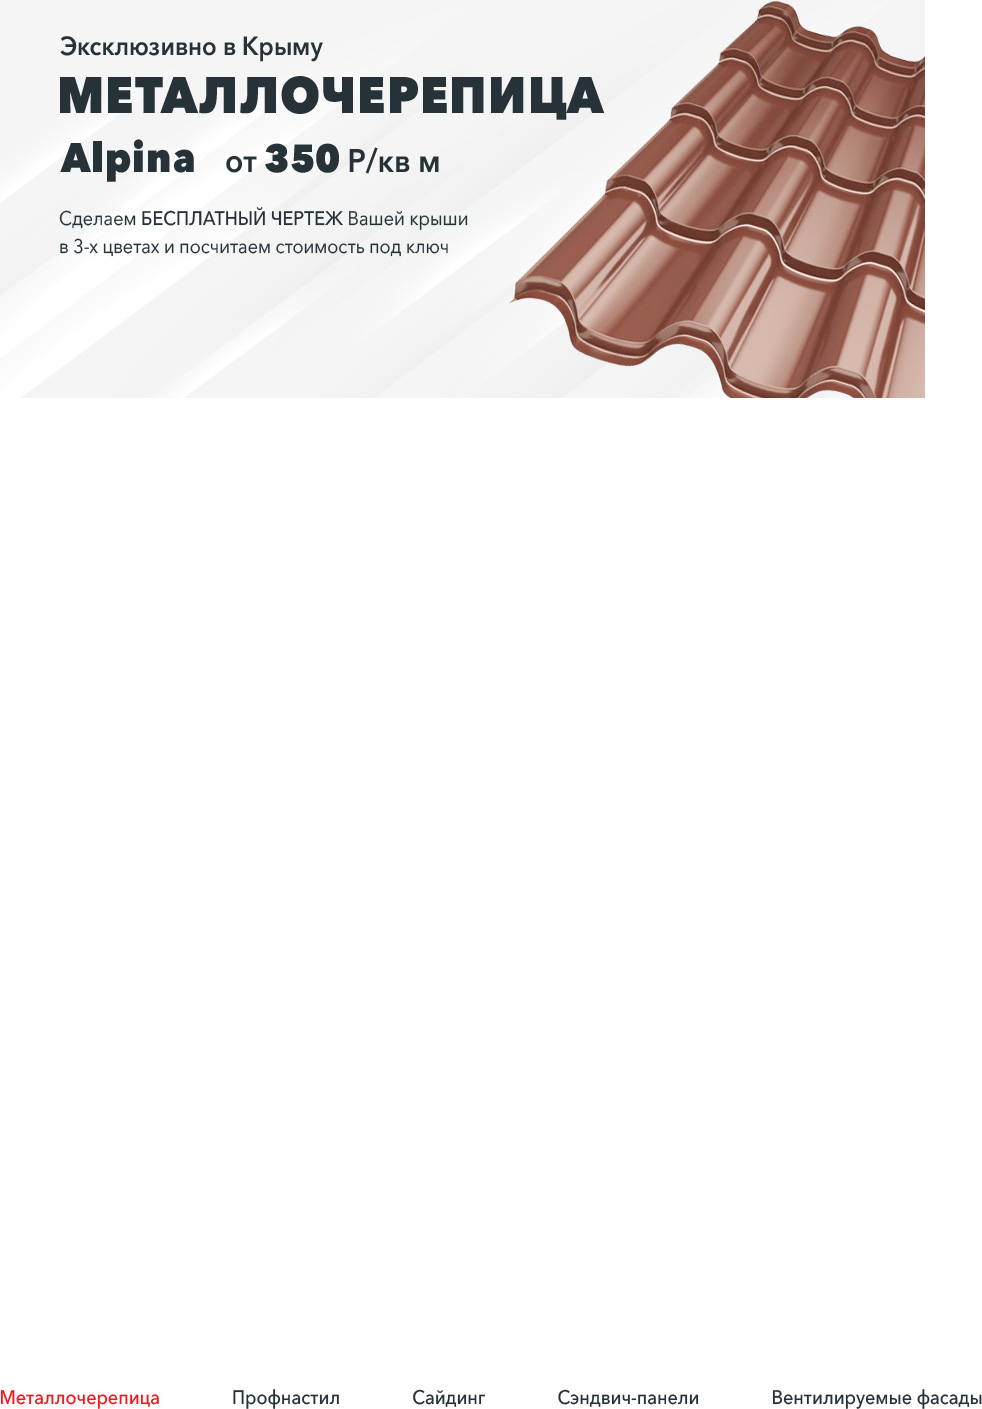 Эксклюзивно в Крыму
МЕТАЛЛОЧЕРЕПИЦА
Alpina от 350 Р/кв м
Сделаем БЕСПЛАТНЫЙ ЧЕРТЕЖ Вашей крыши
в 3-х цветах и посчитаем стоимость под ключ
Металлочерепица Профнастил Сайдинг Сэндвич-панели Вентилируемые фасады